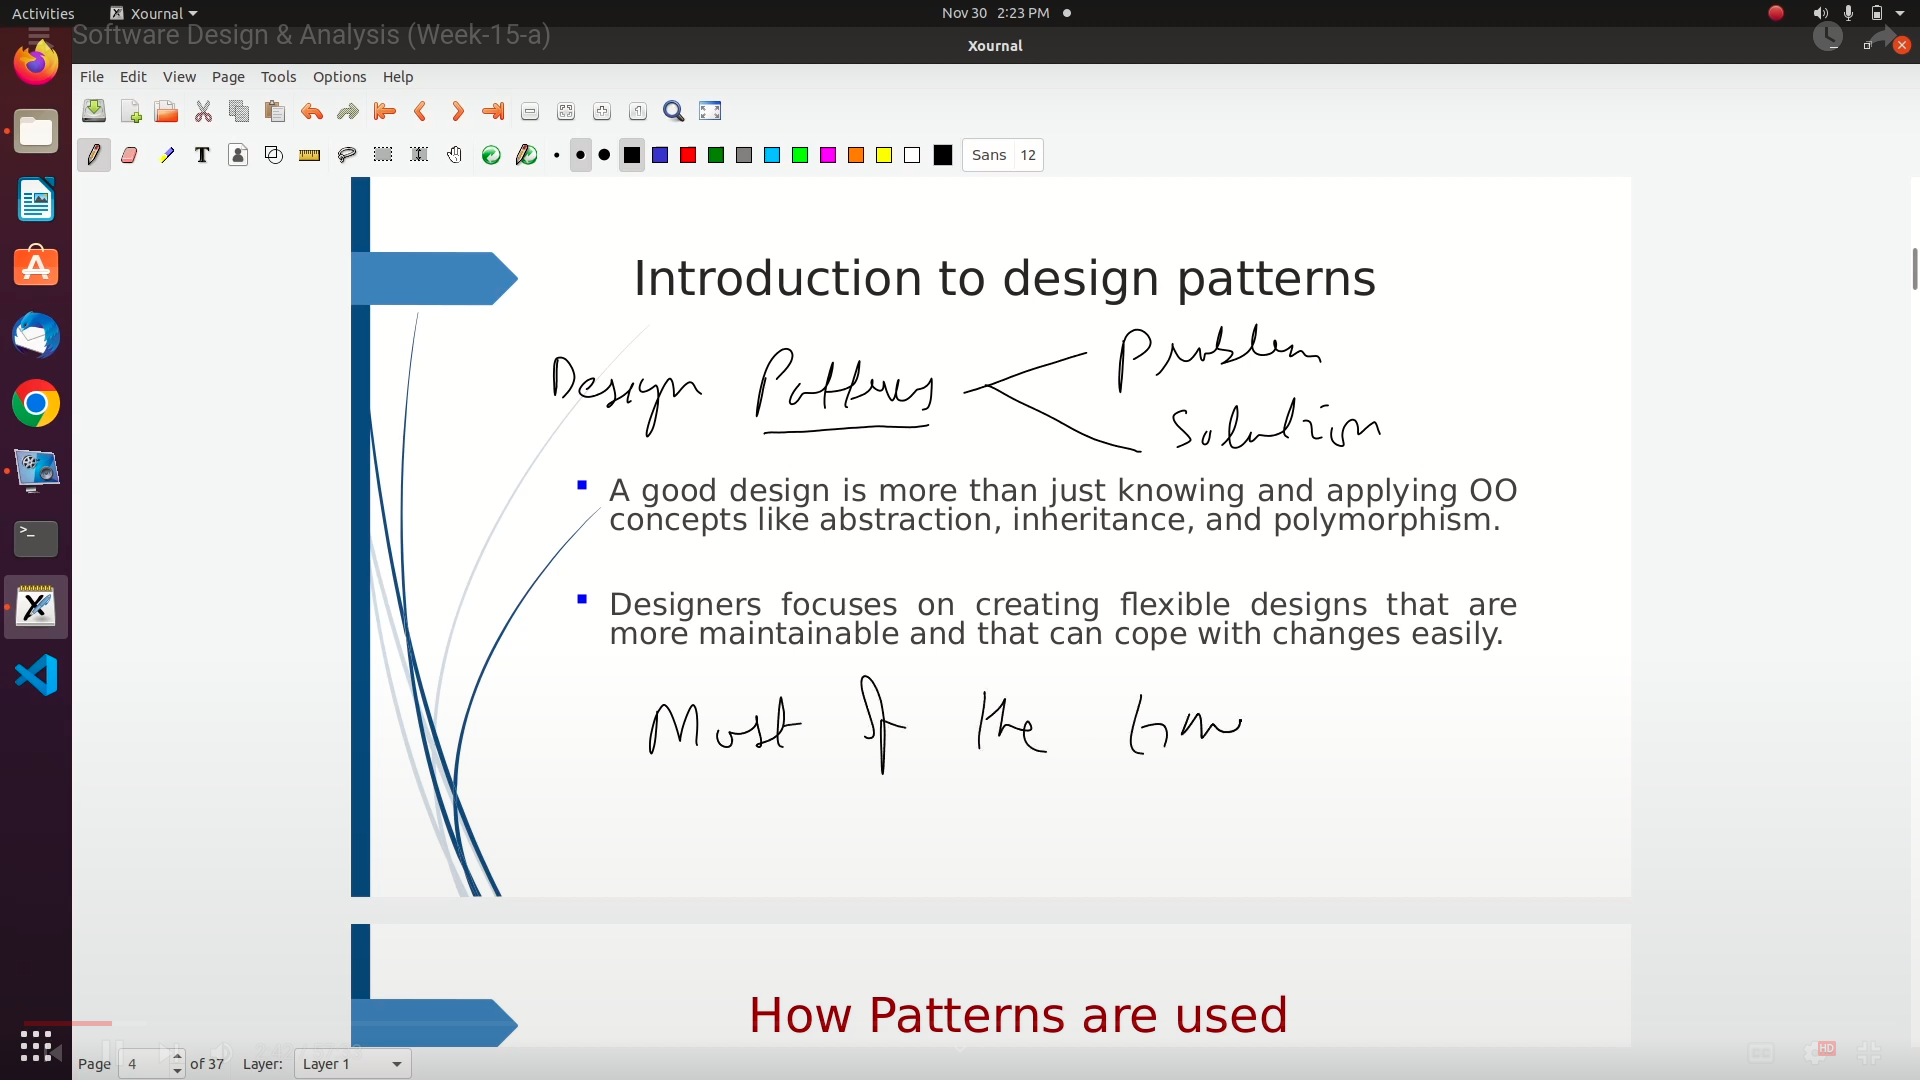 Activities Xournal Nov 30 2:23 PM
Software Design & Analysis (Week-15-a)
Xournal
File Edit View Page Tools Options Help
Sans 12
Introduction to design patterns
Design Patterns Problem
Solution
A good design is more than just knowing and applying OO
concepts like abstraction, inheritance, and polymorphism.
Designers focuses on creating flexible designs that are
more maintainable and that can cope with changes easily.
Most of the time
How Patterns are used
Page 4 of 37 Layer: Layer 1
HD